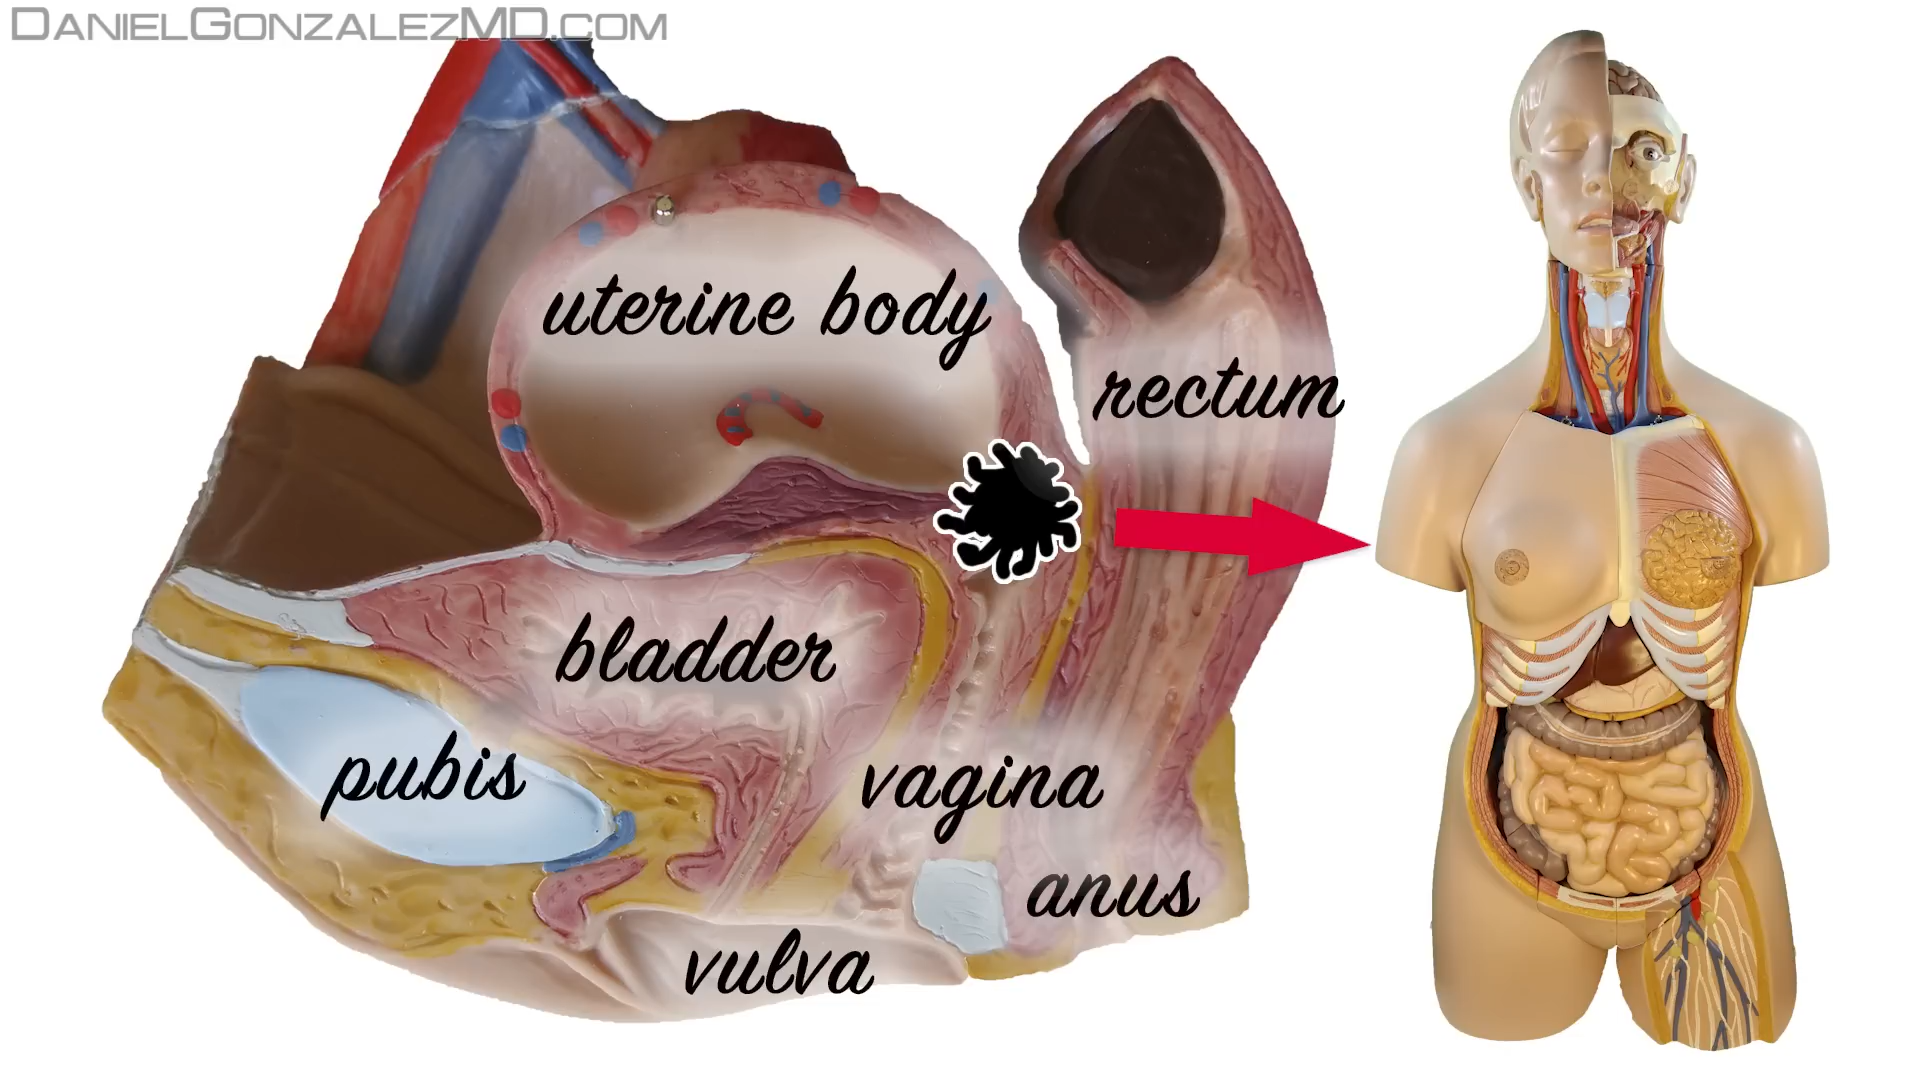 DanielGonzalezMD.com
uterine body
rectum
bladder
pubis
vagina
anus
vulva